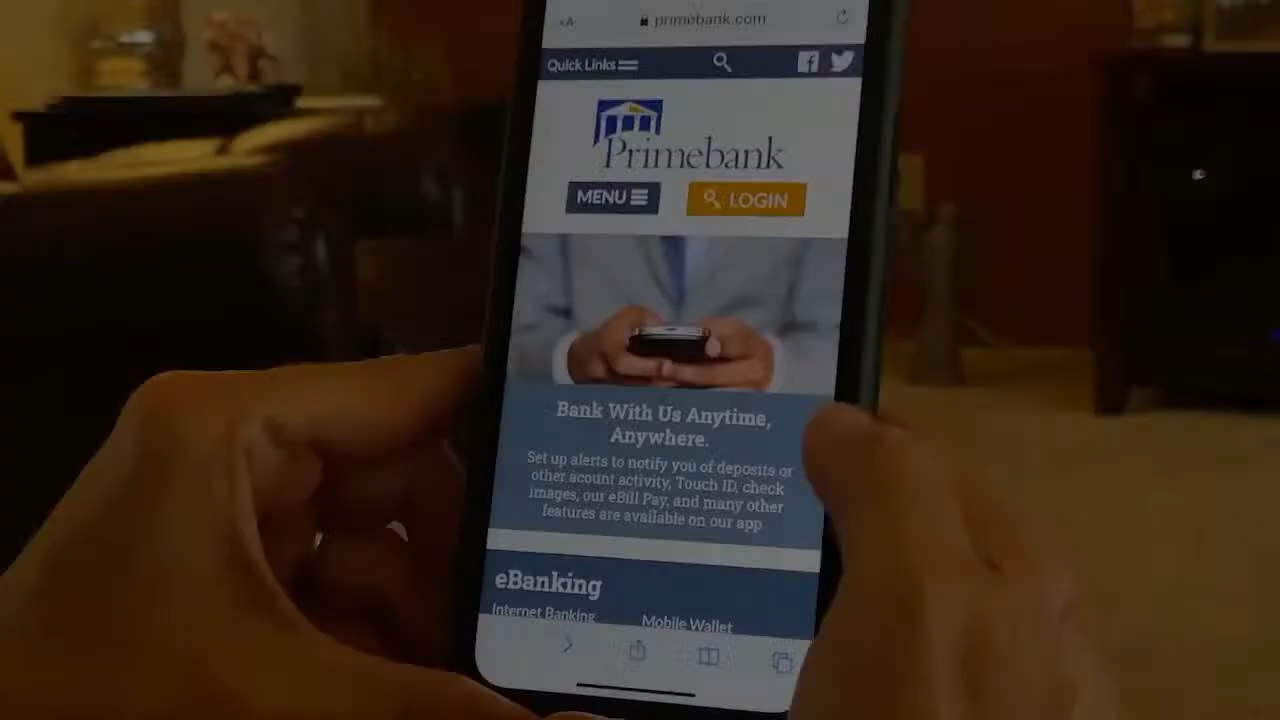 AA primebank.com
Quick Links
Primebank
MENU LOGIN
Bank With Us Anytime,
Anywhere.
Set up alerts to notify you of deposits or
other acount activity, Touch ID, check
images, our eBill Pay, and many other
features are available on our app
eBanking
Internet Banking Mobile Wallet